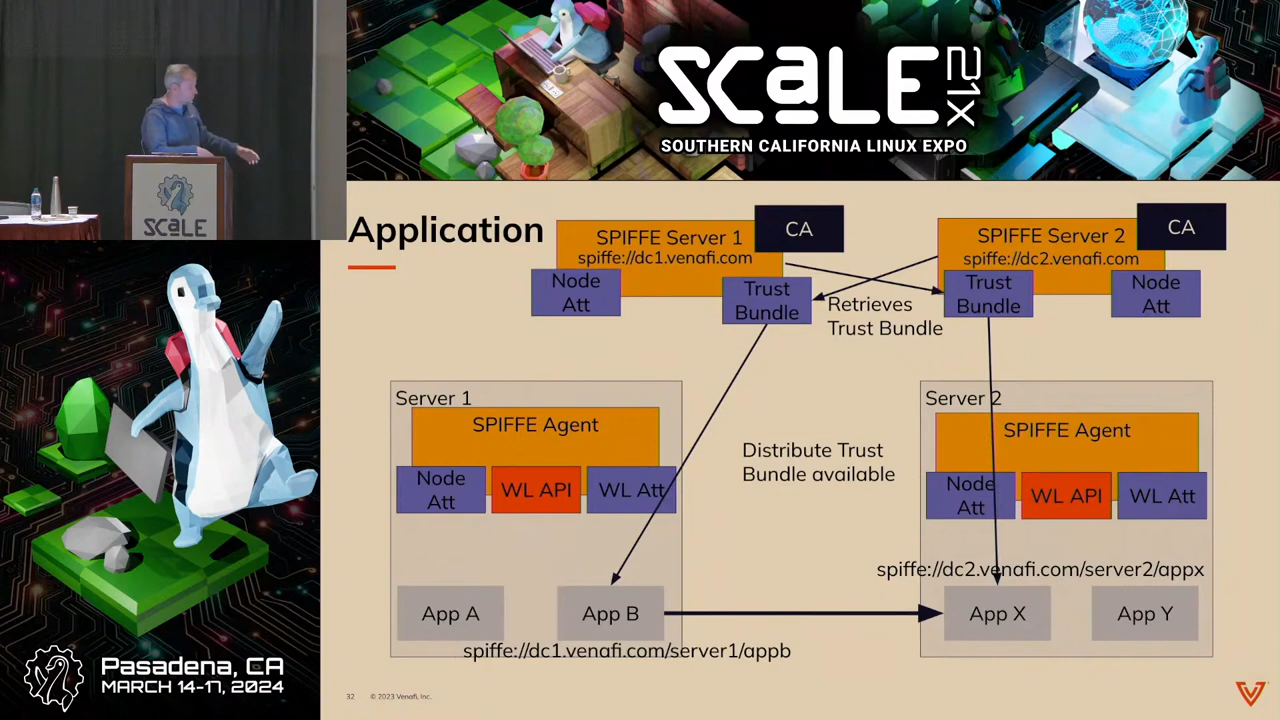 SCALE 21X
SOUTHERN CALIFORNIA LINUX EXPO
SCALE
Application
SPIFFE Server 1
spiffe://dc1.venafi.com
CA
Node
Att
Trust
Bundle
SPIFFE Server 2
spiffe://dc2.venafi.com
CA
Trust
Bundle
Node
Att
Retrieves
Trust Bundle
Server 1
SPIFFE Agent
Node
Att
WL API
WL Att
Distribute Trust
Bundle available
Server 2
SPIFFE Agent
Node
Att
WL API
WL Att
spiffe://dc2.venafi.com/server2/appx
App A
App B
App X
App Y
spiffe://dc1.venafi.com/server1/appb
32
© 2023 Venafi, Inc.
Pasadena, CA
MARCH 14-17, 2024